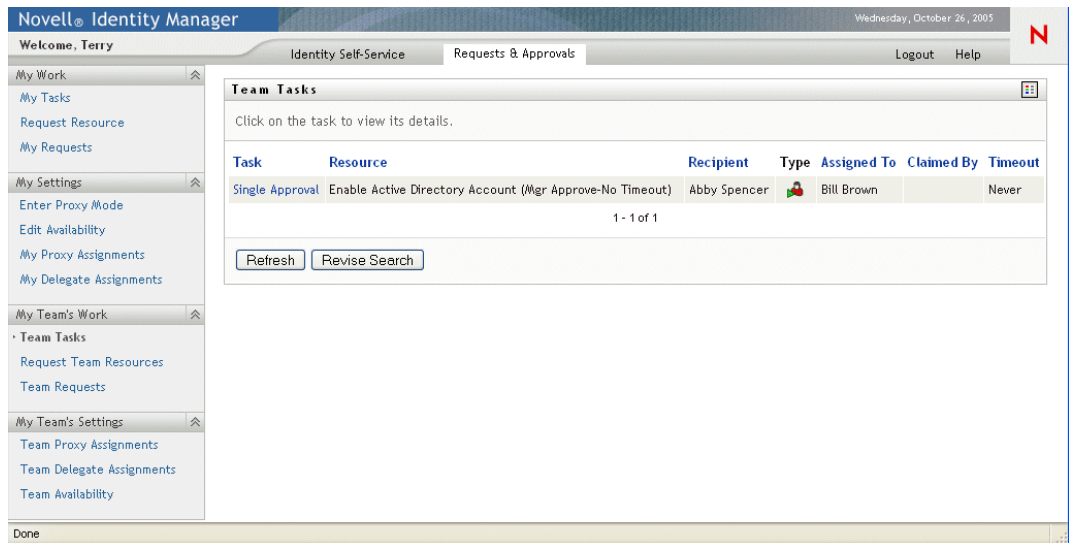 Novell® Identity Manager
Wednesday, October 26, 2005
N
Welcome, Terry
Identity Self-Service
Requests & Approvals
Logout Help
My Work
My Tasks
Request Resource
My Requests
My Settings
Enter Proxy Mode
Edit Availability
My Proxy Assignments
My Delegate Assignments
My Team's Work
Team Tasks
Request Team Resources
Team Requests
My Team's Settings
Team Proxy Assignments
Team Delegate Assignments
Team Availability
Team Tasks
Click on the task to view its details.
Task Resource Recipient Type Assigned To Claimed By Timeout
Single Approval Enable Active Directory Account (Mgr Approve-No Timeout) Abby Spencer Bill Brown Never
1 - 1 of 1
Refresh Revise Search
Done